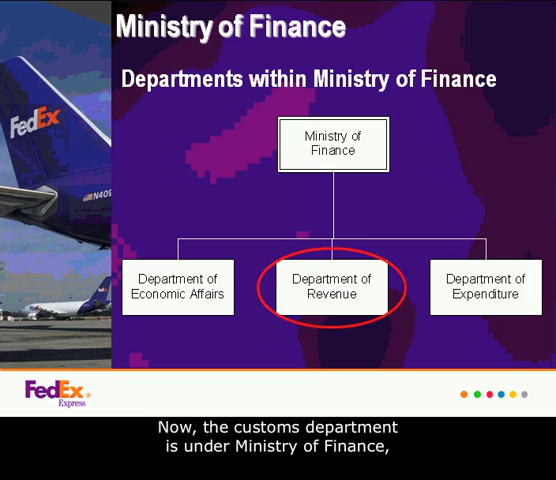 Ministry of Finance
Departments within Ministry of Finance
FedEx
N409
Ministry of
Finance
Department of
Economic Affairs
Department of
Revenue
Department of
Expenditure
FedEx®
Express
Now, the customs department
is under Ministry of Finance,